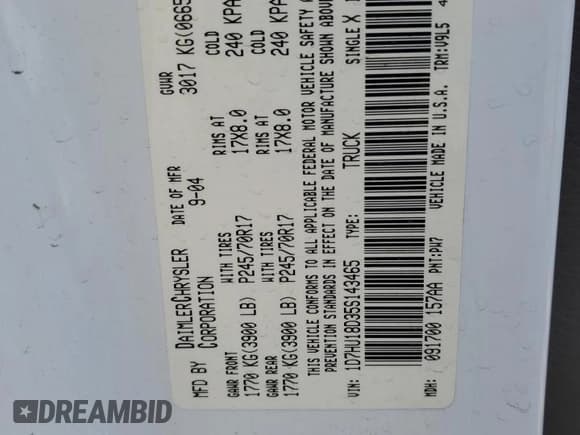 MFD BY DAIMLERCHRYSLER CORPORATION DATE OF MFR 9-04 GVWR 3017 KG(
GAWR FRONT WITH TIRES RIMS AT COLD
1770 KG(3900 LB) P245/70R17 17X8.0 240 KPA
GAWR REAR WITH TIRES RIMS AT COLD
1770 KG(3900 LB) P245/70R17 17X8.0 240 KPA
THIS VEHICLE CONFORMS TO ALL APPLICABLE FEDERAL MOTOR VEHICLE SAFETY
PREVENTION STANDARDS IN EFFECT ON THE DATE OF MANUFACTURE SHOWN ABOVE
VIN: 1D7HU18D35S143465 TYPE: TRUCK SINGLE X
MDH: 091700 157AA PNT: PW7 VEHICLE MADE IN U.S.A. TRM: V9L5
DREAMBID